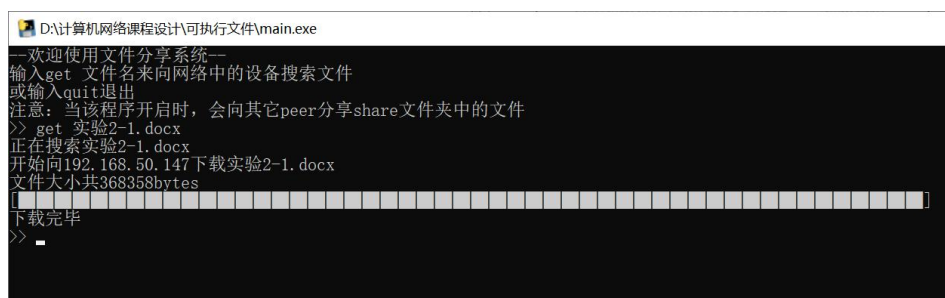 D:\计算机网络课程设计\可执行文件\main.exe
--欢迎使用文件分享系统--
输入get 文件名来向网络中的设备搜索文件
或输入quit退出
注意：当该程序开启时，会向其它peer分享share文件夹中的文件
>> get 实验2-1.docx
正在搜索实验2-1.docx
开始向192.168.50.147下载实验2-1.docx
文件大小共368358bytes
[██████████████████████████████████████████████████]
下载完毕
>>